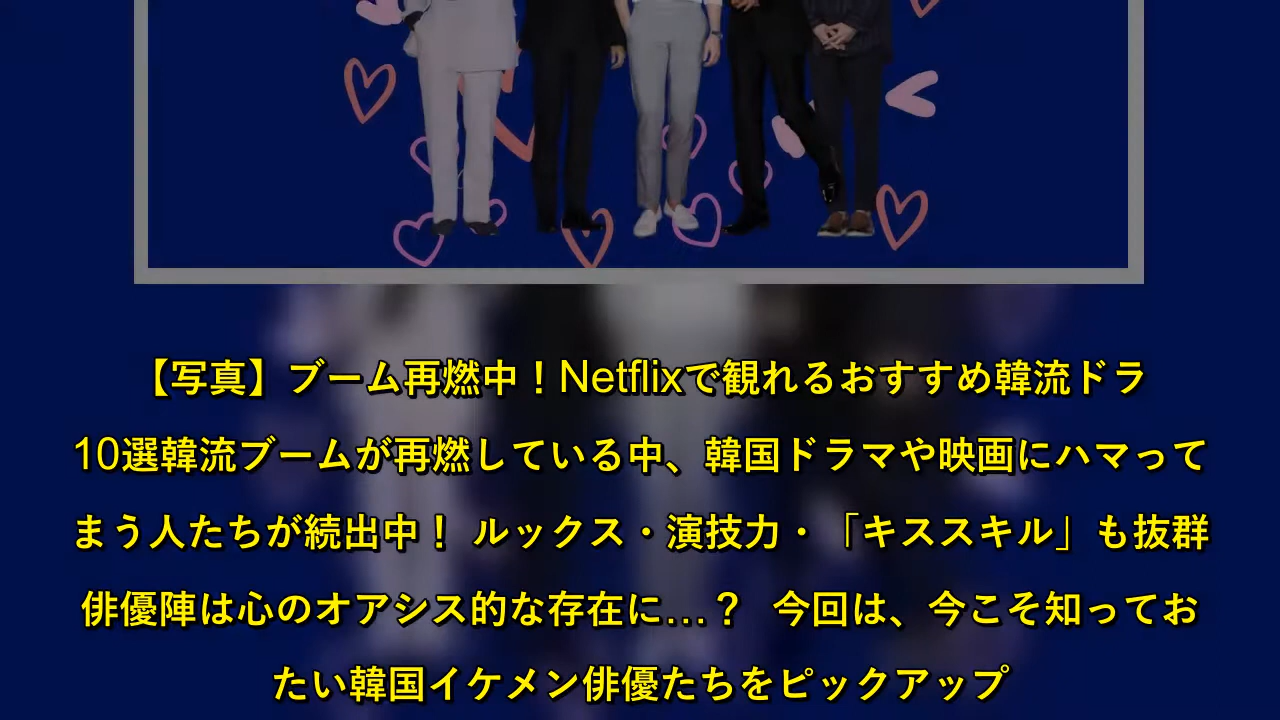 【写真】ブーム再燃中！Netflixで観れるおすすめ韓流ドラ
10選韓流ブームが再燃している中、韓国ドラマや映画にハマって
まう人たちが続出中！ ルックス・演技力・「キススキル」も抜群
俳優陣は心のオアシス的な存在に…？ 今回は、今こそ知ってお
たい韓国イケメン俳優たちをピックアップ